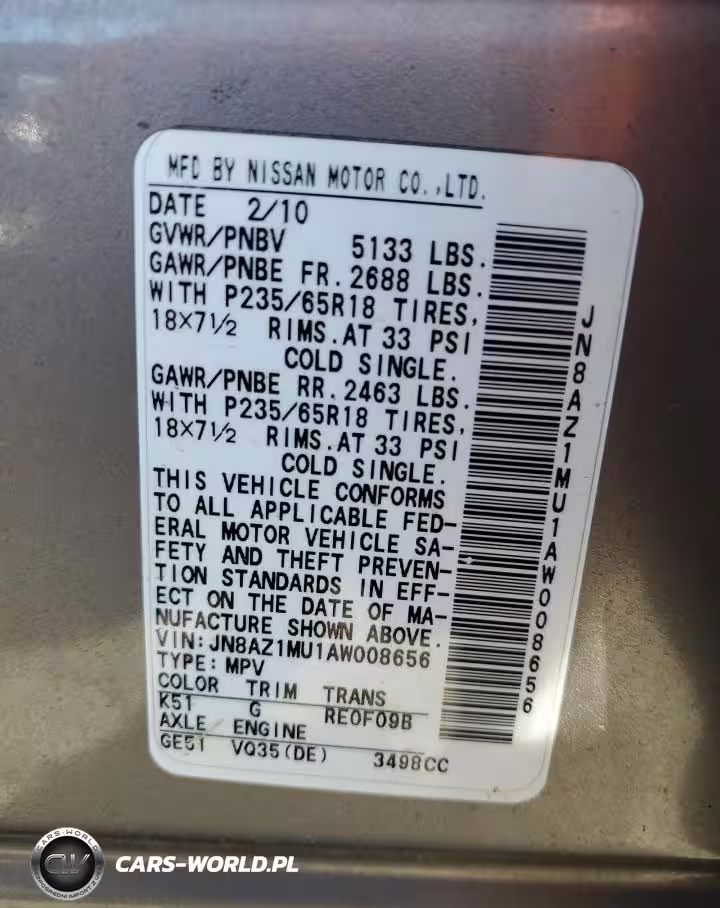 MFD BY NISSAN MOTOR CO.,LTD.
DATE 2/10
GVWR/PNBV 5133 LBS.
GAWR/PNBE FR.2688 LBS.
WITH P235/65R18 TIRES,
18×7½ RIMS.AT 33 PSI
COLD SINGLE.
GAWR/PNBE RR.2463 LBS.
WITH P235/65R18 TIRES,
18×7½ RIMS.AT 33 PSI
COLD SINGLE.
THIS VEHICLE CONFORMS
TO ALL APPLICABLE FED-
ERAL MOTOR VEHICLE SA-
FETY AND THEFT PREVEN-
TION STANDARDS IN EFF-
ECT ON THE DATE OF MA-
NUFACTURE SHOWN ABOVE.
VIN:JN8AZ1MU1AW008656
TYPE:MPV
COLOR TRIM TRANS
K51 G RE0F09B
AXLE ENGINE
GE51 VQ35(DE) 3498CC
JN8AZ1MU1AW008656
CARS-WORLD
CW
CARS-WORLD.PL